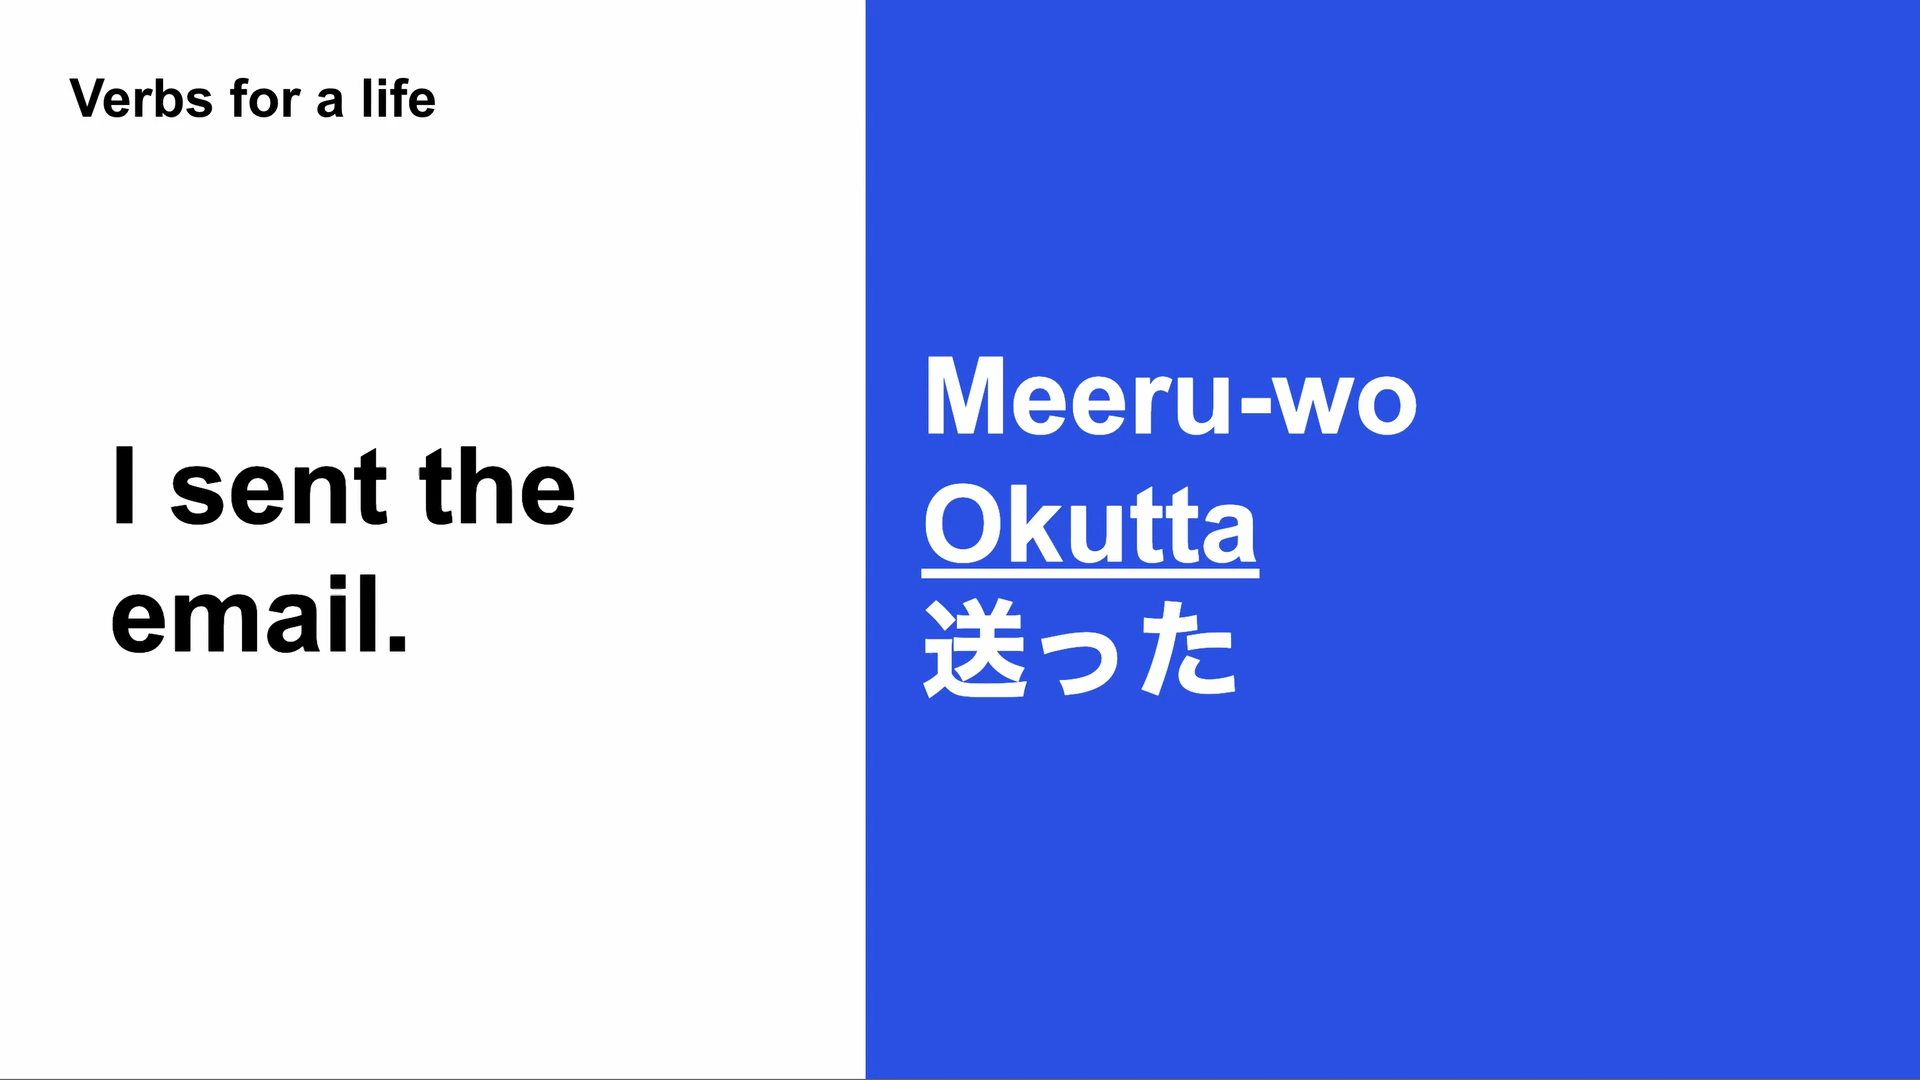 Verbs for a life
I sent the
email.
Meeru-wo
Okutta
送った